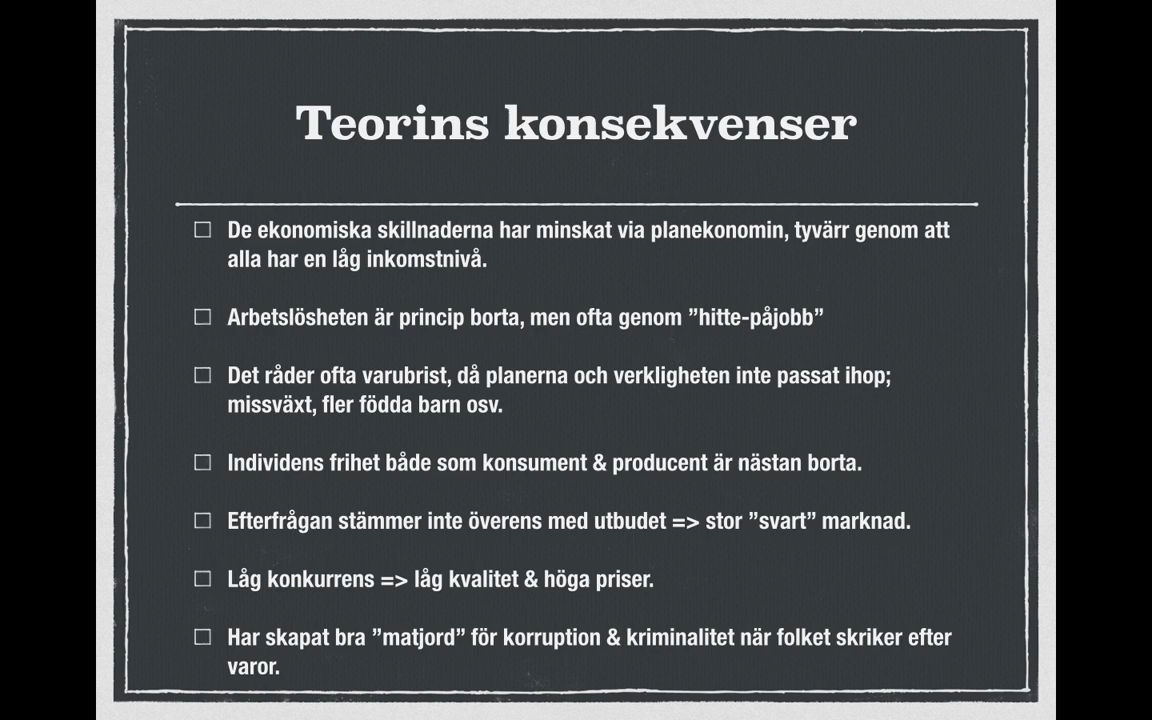 Teorins konsekvenser
De ekonomiska skillnaderna har minskat via planekonomin, tyvärr genom att
alla har en låg inkomstnivå.
Arbetslösheten är princip borta, men ofta genom ”hitte-påjobb”
Det råder ofta varubrist, då planerna och verkligheten inte passat ihop;
missväxt, fler födda barn osv.
Individens frihet både som konsument & producent är nästan borta.
Efterfrågan stämmer inte överens med utbudet => stor ”svart” marknad.
Låg konkurrens => låg kvalitet & höga priser.
Har skapat bra ”matjord” för korruption & kriminalitet när folket skriker efter
varor.